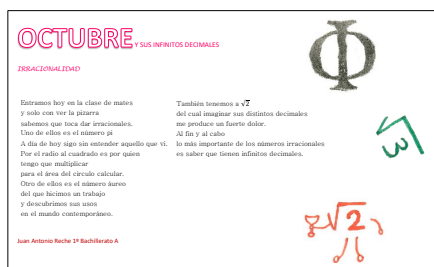 OCTUBRE Y SUS INFINITOS DECIMALES
IRRACIONALIDAD
Entramos hoy en la clase de mates
y solo con ver la pizarra
sabemos que toca dar irracionales.
Uno de ellos es el número pi
A día de hoy sigo sin entender aquello que vi.
Por el radio al cuadrado es por quien
tengo que multiplicar
para el área del circulo calcular.
Otro de ellos es el número áureo
del que hicimos un trabajo
y descubrimos sus usos
en el mundo contemporáneo.
También tenemos a √2
del cual imaginar sus distintos decimales
me produce un fuerte dolor.
Al fin y al cabo
lo más importante de los números irracionales
es saber que tienen infinitos decimales.
Φ
√3
√2
Juan Antonio Reche 1º Bachillerato A